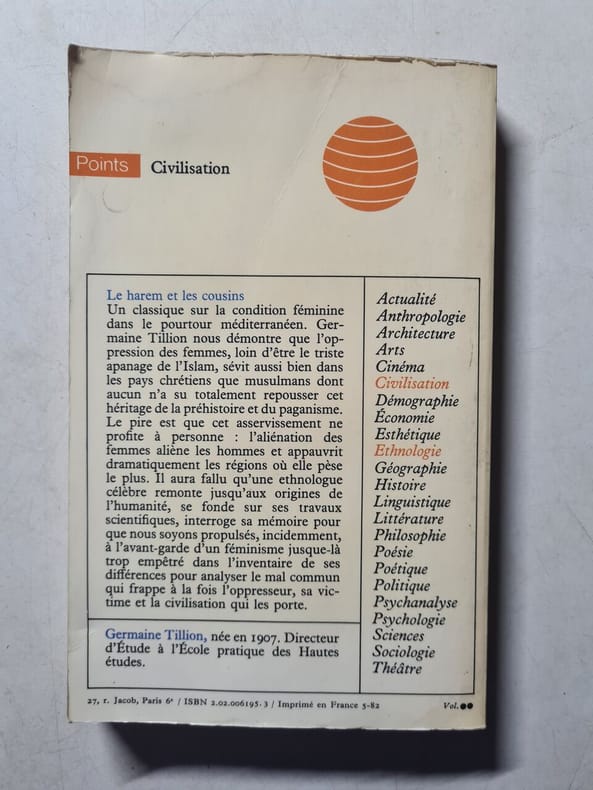 Points
Civilisation
Le harem et les cousins
Un classique sur la condition féminine
dans le pourtour méditerranéen. Ger-
maine Tillion nous démontre que l'op-
pression des femmes, loin d'être le triste
apanage de l'Islam, sévit aussi bien dans
les pays chrétiens que musulmans dont
aucun n'a su totalement repousser cet
héritage de la préhistoire et du paganisme.
Le pire est que cet asservissement ne
profite à personne : l'aliénation des
femmes aliène les hommes et appauvrit
dramatiquement les régions où elle pèse
le plus. Il aura fallu qu'une ethnologue
célèbre remonte jusqu'aux origines de
l'humanité, se fonde sur ses travaux
scientifiques, interroge sa mémoire pour
que nous soyons propulsés, incidemment,
à l'avant-garde d'un féminisme jusque-là
trop empêtré dans l'inventaire de ses
différences pour analyser le mal commun
qui frappe à la fois l'oppresseur, sa vic-
time et la civilisation qui les porte.
Germaine Tillion, née en 1907. Directeur
d'Étude à l'École pratique des Hautes
études.
Actualité
Anthropologie
Architecture
Arts
Cinéma
Civilisation
Démographie
Économie
Esthétique
Ethnologie
Géographie
Histoire
Linguistique
Littérature
Philosophie
Poésie
Poétique
Politique
Psychanalyse
Psychologie
Sciences
Sociologie
Théâtre
27, r. Jacob, Paris 6e / ISBN 2.02.006195.3 / Imprimé en France 5-82
Vol.●●